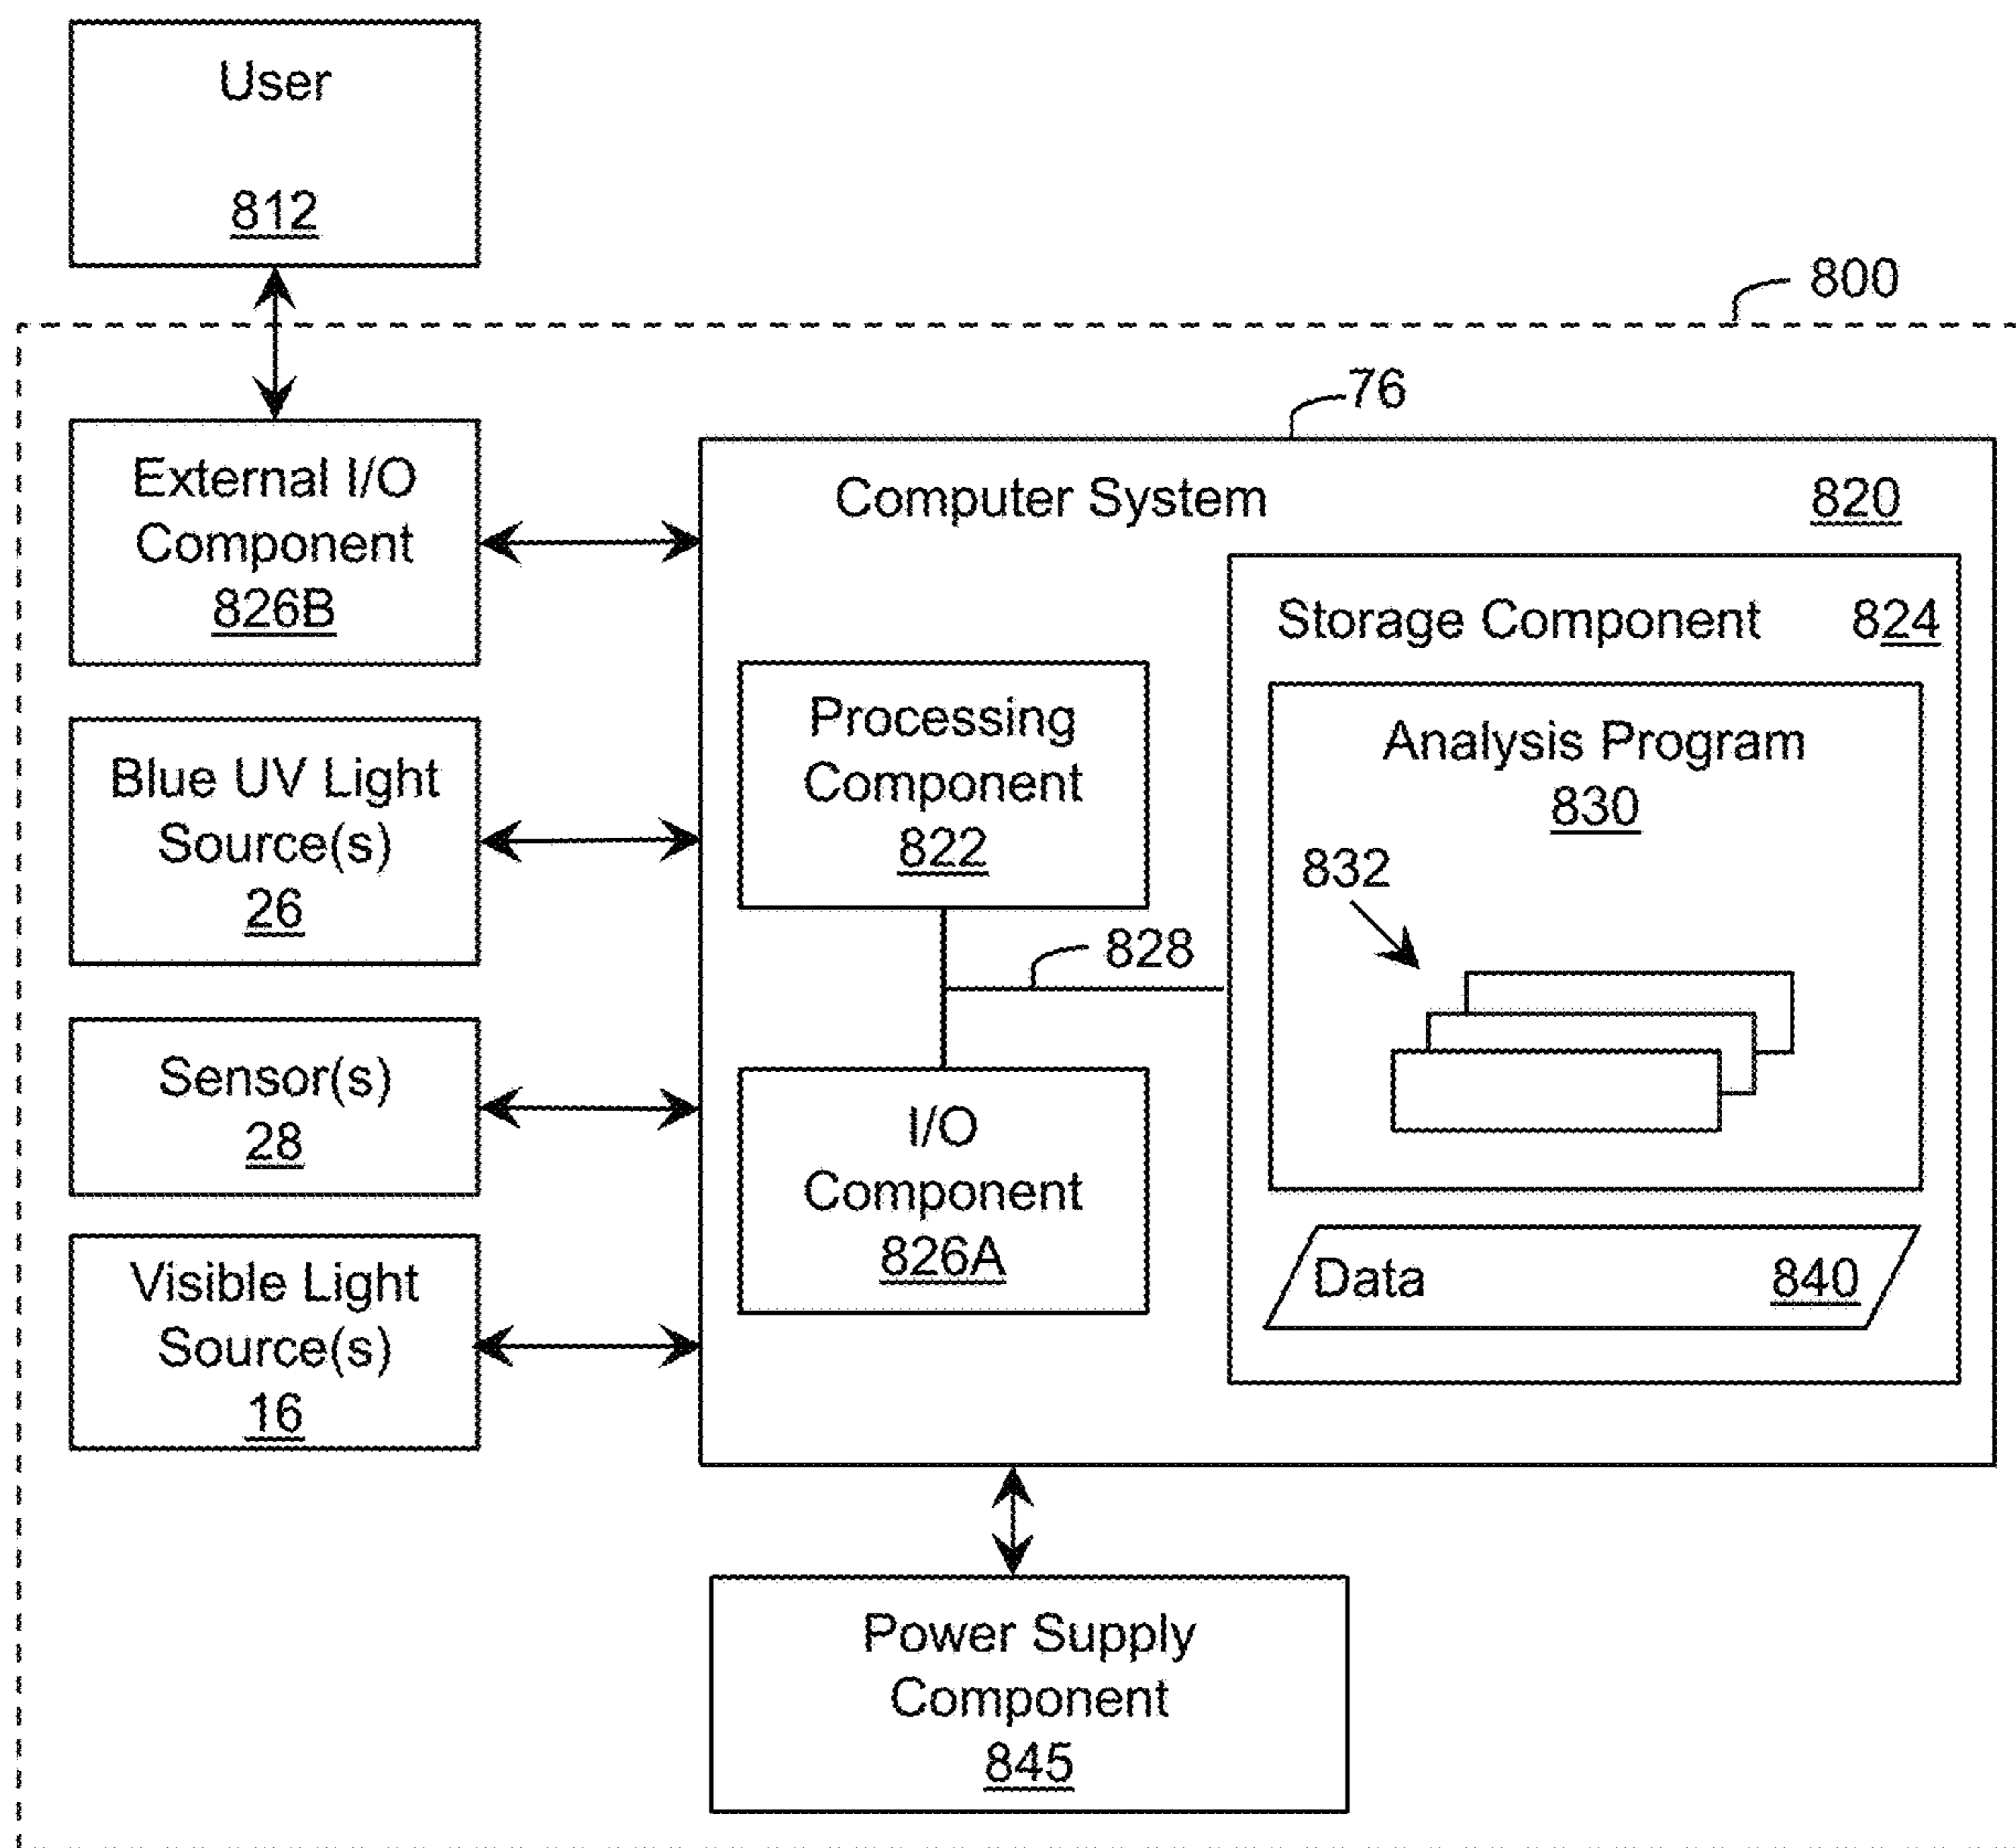 User
812
800
76
External I/O
Component
826B
Computer System 820
Storage Component 824
Processing
Component
822
Analysis Program
830
832
Blue UV Light
Source(s)
26
828
Sensor(s)
28
I/O
Component
826A
Visible Light
Source(s)
16
Data 840
Power Supply
Component
845